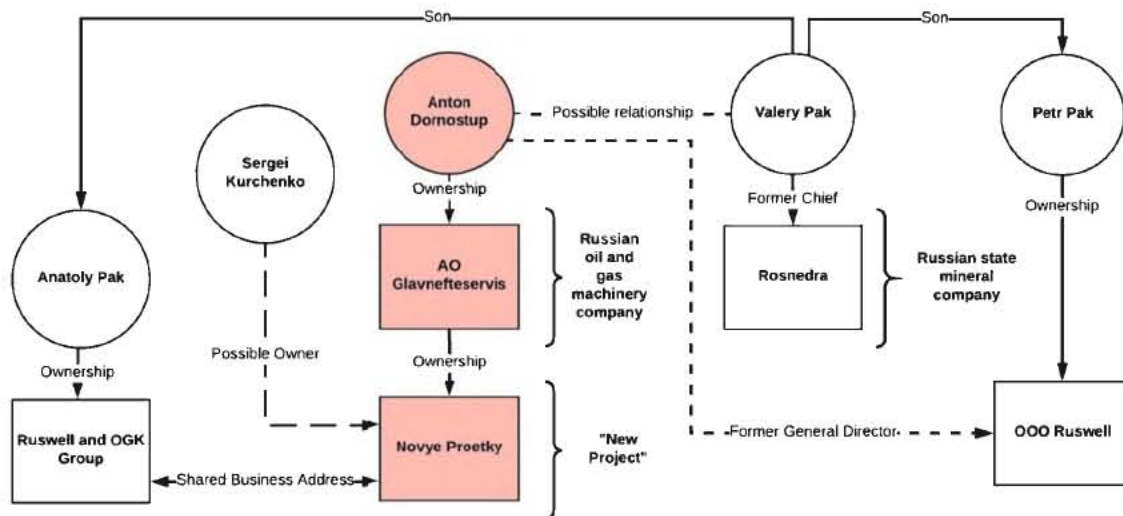 Son
Son
Anton
Dornostup
Possible relationship
Valery Pak
Petr Pak
Sergei
Kurchenko
Ownership
Former Chief
Ownership
Anatoly Pak
AO
Glavnefteservis
Russian
oil and
gas
machinery
company
Rosnedra
Russian state
mineral
company
Possible Owner
Ownership
Ownership
Ruswell and OGK
Group
Novye Proetky
"New
Project"
Former General Director
OOO Ruswell
Shared Business Address